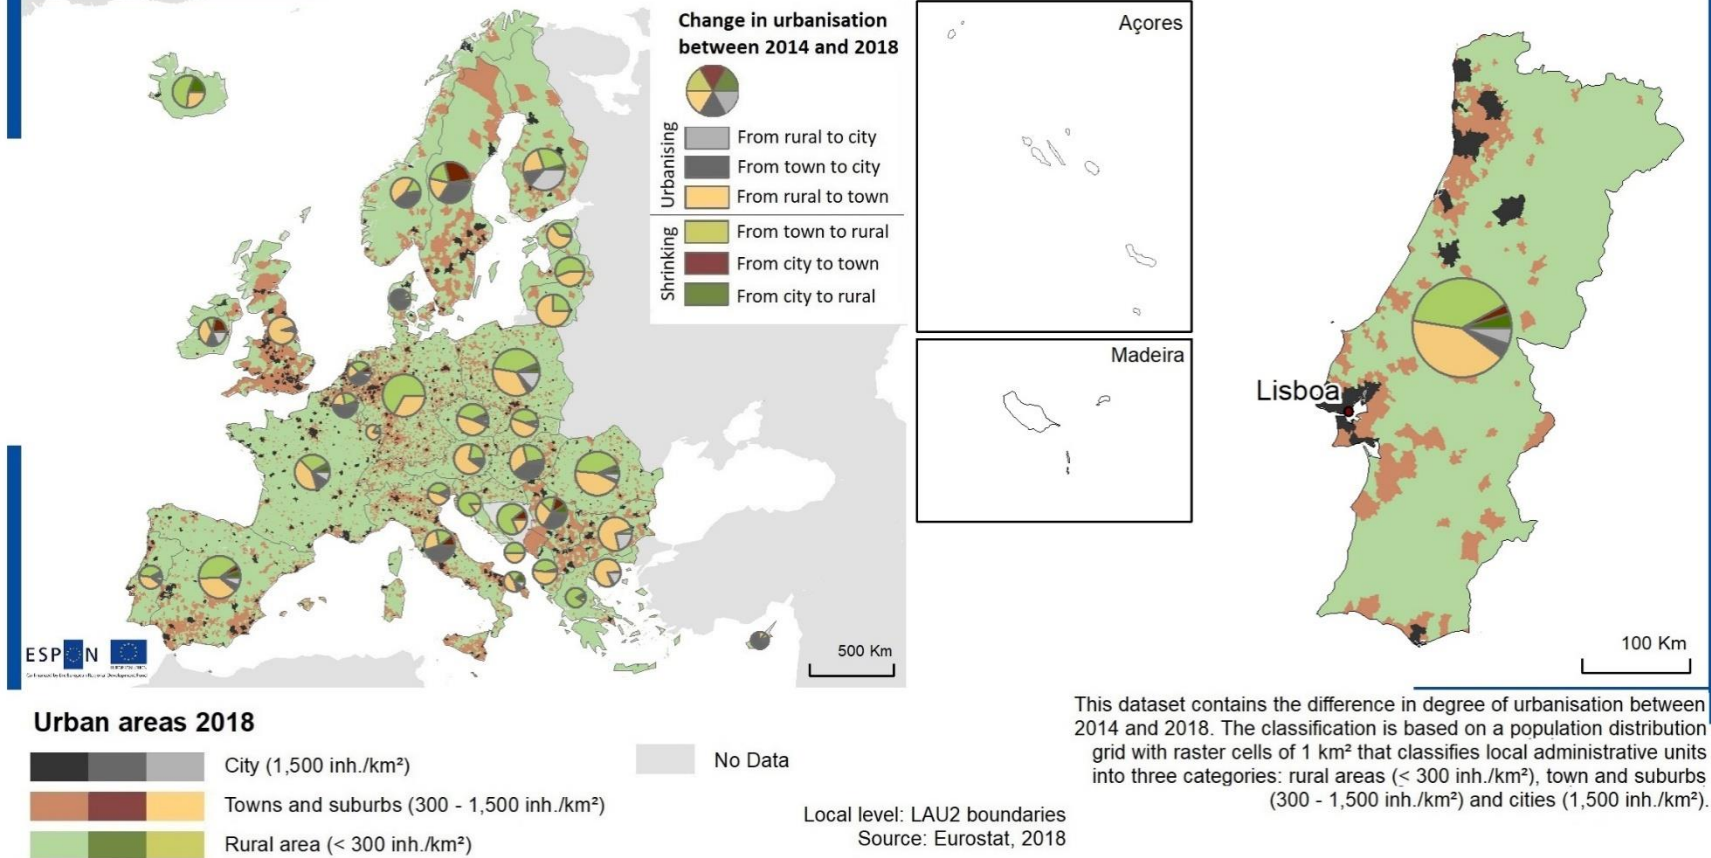 Change in urbanisation
between 2014 and 2018
Urbanising
From rural to city
From town to city
From rural to town
Shrinking
From town to rural
From city to town
From city to rural
500 Km
ESPON
Açores
Madeira
Lisboa
100 Km
Urban areas 2018
City (1,500 inh./km²)
Towns and suburbs (300 - 1,500 inh./km²)
Rural area (< 300 inh./km²)
No Data
Local level: LAU2 boundaries
Source: Eurostat, 2018
This dataset contains the difference in degree of urbanisation between
2014 and 2018. The classification is based on a population distribution
grid with raster cells of 1 km² that classifies local administrative units
into three categories: rural areas (< 300 inh./km²), town and suburbs
(300 - 1,500 inh./km²) and cities (1,500 inh./km²).